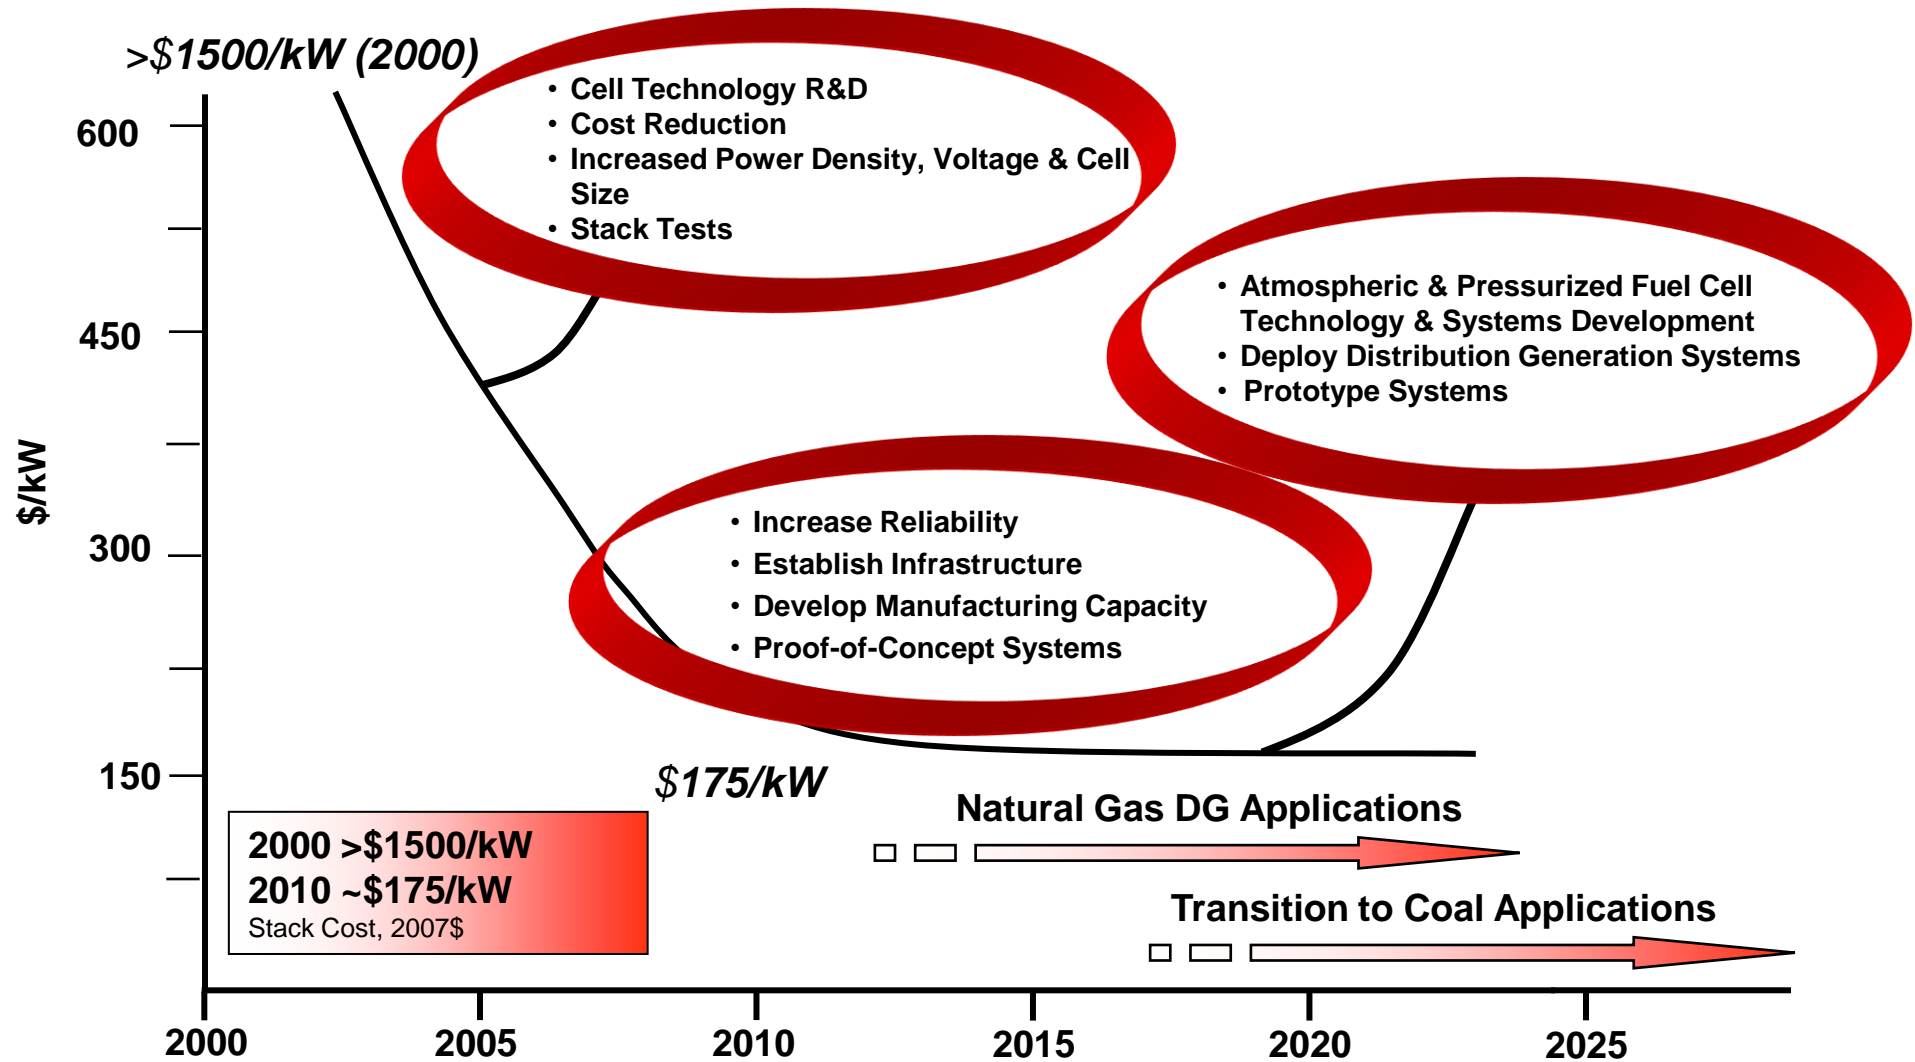 >$1500/kW (2000)
• Cell Technology R&D
• Cost Reduction
• Increased Power Density, Voltage & Cell
Size
• Stack Tests
• Atmospheric & Pressurized Fuel Cell
Technology & Systems Development
• Deploy Distribution Generation Systems
• Prototype Systems
• Increase Reliability
• Establish Infrastructure
• Develop Manufacturing Capacity
• Proof-of-Concept Systems
$/kW
600
450
300
150
$175/kW
Natural Gas DG Applications
Transition to Coal Applications
2000 >$1500/kW
2010 ~$175/kW
Stack Cost, 2007$
2000 2005 2010 2015 2020 2025